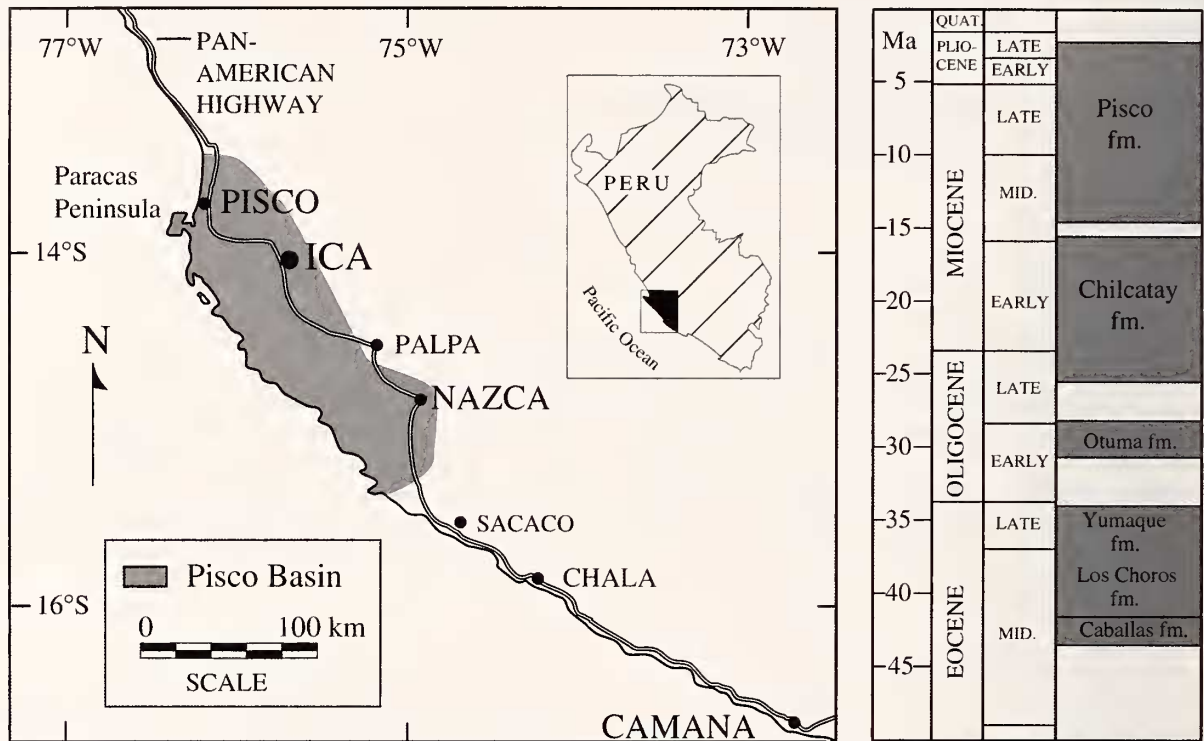 77°W
75°W
73°W
PAN-
AMERICAN
HIGHWAY
Paracas
Peninsula
PISCO
14°S
ICA
PERU
Pacific Ocean
N
PALPA
NAZCA
SACACO
Pisco Basin
CHALA
16°S
0 100 km
SCALE
CAMANA
Ma
QUAT.
PLIO-
CENE
LATE
EARLY
5
MIOCENE
LATE
Pisco
fm.
10
MID.
15
EARLY
Chilcatay
fm.
20
25
OLIGOCENE
LATE
Otuma fm.
30
EARLY
35
EOCENE
LATE
Yumaque
fm.
Los Choros
fm.
40
MID.
Caballas fm.
45